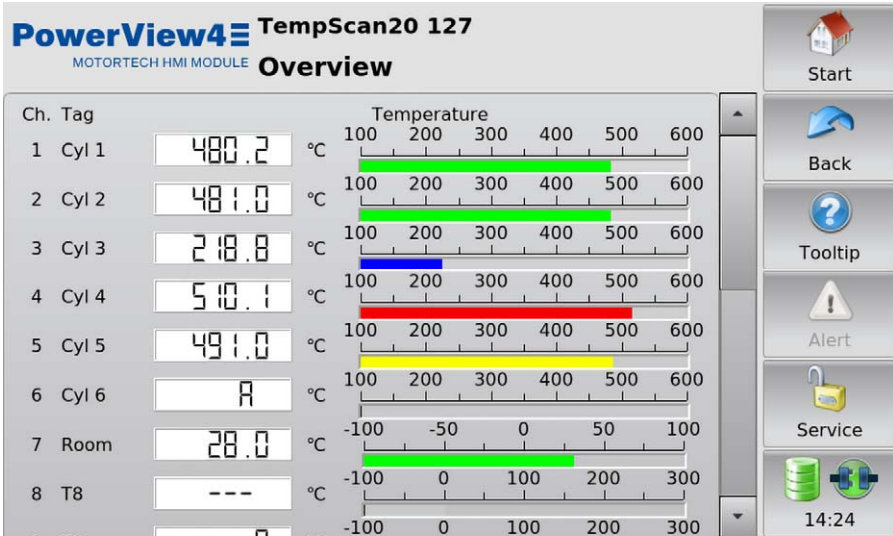 PowerView4
MOTORTECH HMI MODULE
TempScan20 127
Overview
Start
Back
Tooltip
Alert
Service
14:24
Ch. Tag Temperature
100 200 300 400 500 600
1 Cyl 1 480.2 °C
100 200 300 400 500 600
2 Cyl 2 481.0 °C
100 200 300 400 500 600
3 Cyl 3 218.8 °C
100 200 300 400 500 600
4 Cyl 4 510.1 °C
100 200 300 400 500 600
5 Cyl 5 491.0 °C
100 200 300 400 500 600
6 Cyl 6 A °C
-100 -50 0 50 100
7 Room 28.0 °C
-100 0 100 200 300
8 T8 --- °C
-100 0 100 200 300